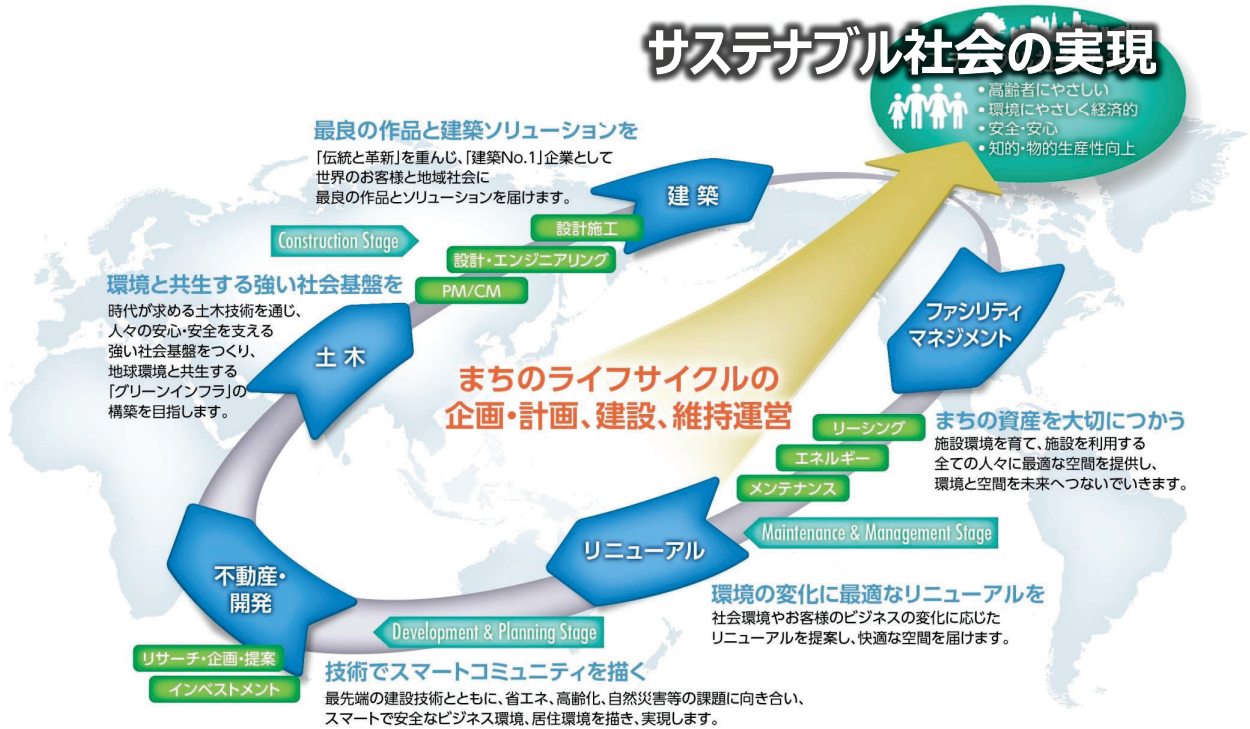 サステナブル社会の実現
• 高齢者にやさしい
• 環境にやさしく経済的
• 安全・安心
• 知的・物的生産性向上
最良の作品と建築ソリューションを
「伝統と革新」を重んじ、「建築No.1」企業として
世界のお客様と地域社会に
最良の作品とソリューションを届けます。
建築
設計施工
Construction Stage
設計・エンジニアリング
PM/CM
環境と共生する強い社会基盤を
時代が求める土木技術を通じ、
人々の安心・安全を支える
強い社会基盤をつくり、
地球環境と共生する
「グリーンインフラ」の
構築を目指します。
土木
ファシリティ
マネジメント
まちのライフサイクルの
企画・計画、建設、維持運営
リーシング
エネルギー
メンテナンス
まちの資産を大切につかう
施設環境を育て、施設を利用する
全ての人々に最適な空間を提供し、
環境と空間を未来へつないでいきます。
Maintenance & Management Stage
リニューアル
環境の変化に最適なリニューアルを
社会環境やお客様のビジネスの変化に応じた
リニューアルを提案し、快適な空間を届けます。
不動産・
開発
Development & Planning Stage
リサーチ・企画・提案
インベストメント
技術でスマートコミュニティを描く
最先端の建設技術とともに、省エネ、高齢化、自然災害等の課題に向き合い、
スマートで安全なビジネス環境、居住環境を描き、実現します。